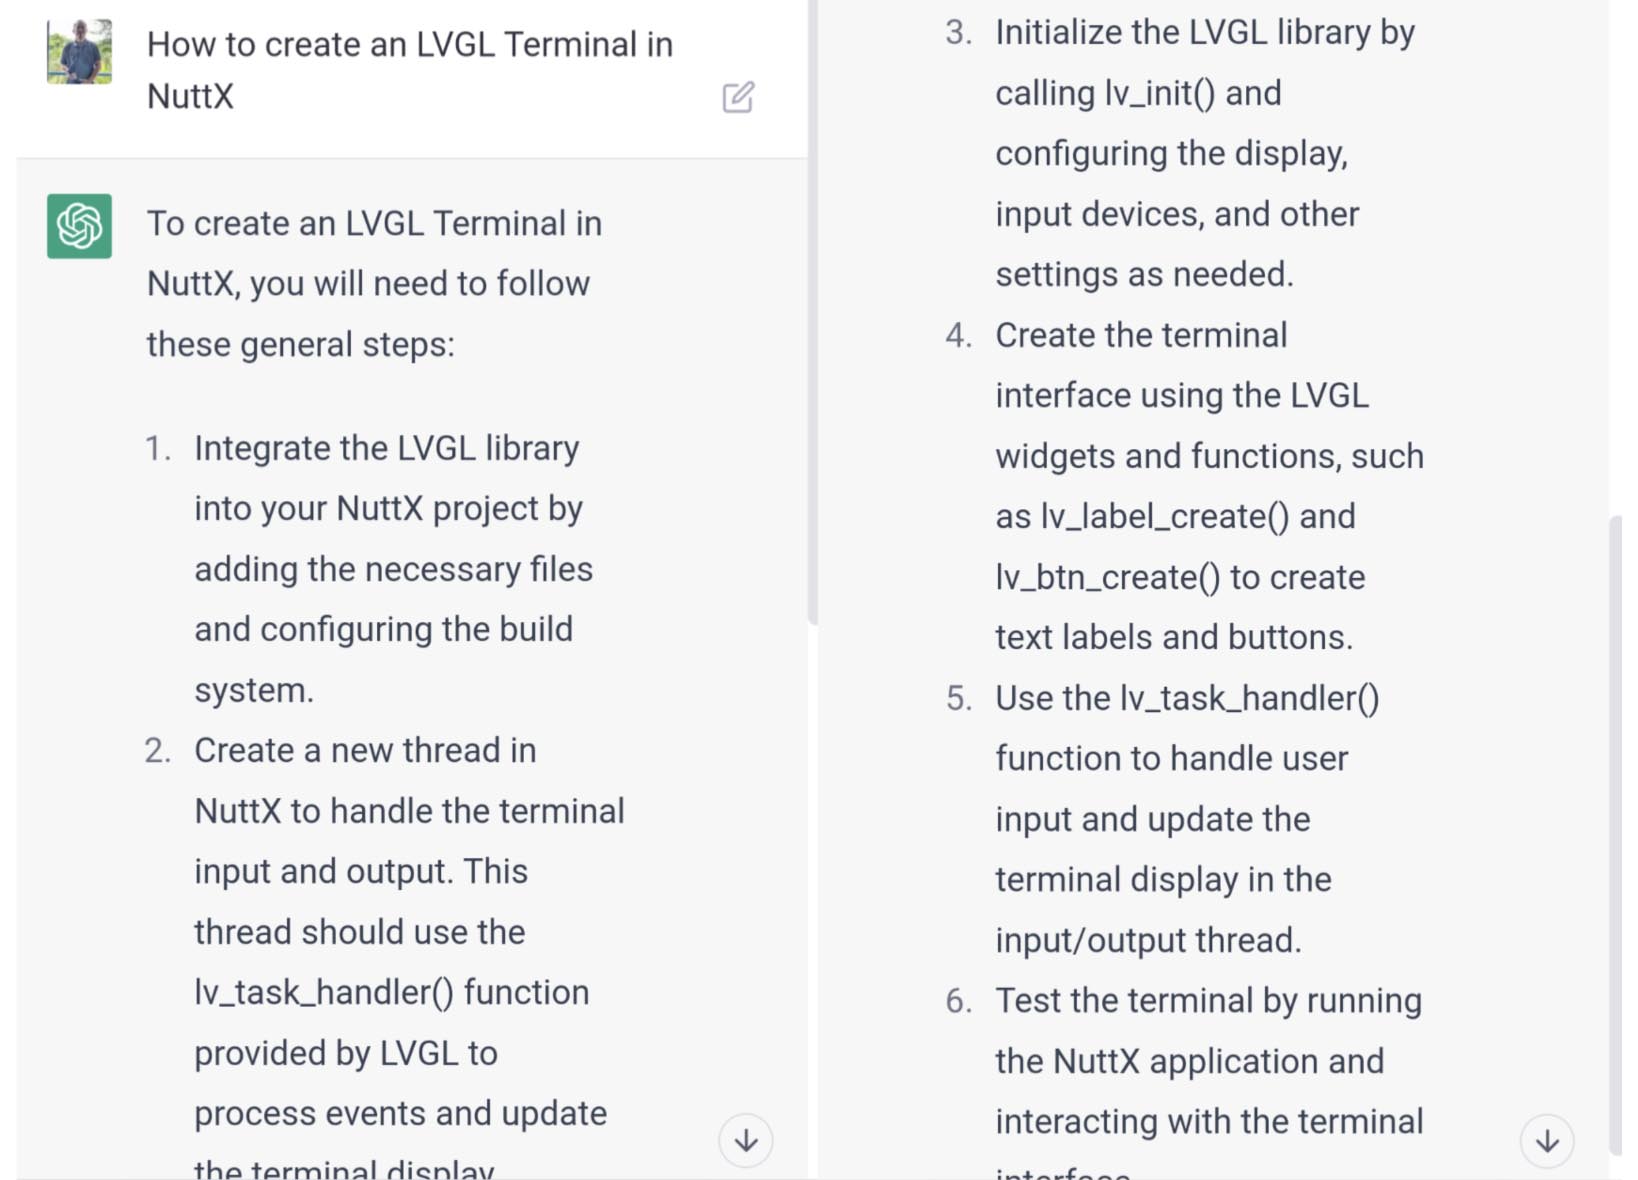 How to create an LVGL Terminal in
NuttX
To create an LVGL Terminal in
NuttX, you will need to follow
these general steps:
1. Integrate the LVGL library
into your NuttX project by
adding the necessary files
and configuring the build
system.
2. Create a new thread in
NuttX to handle the terminal
input and output. This
thread should use the
lv_task_handler() function
provided by LVGL to
process events and update
the terminal display
3. Initialize the LVGL library by
calling lv_init() and
configuring the display,
input devices, and other
settings as needed.
4. Create the terminal
interface using the LVGL
widgets and functions, such
as lv_label_create() and
lv_btn_create() to create
text labels and buttons.
5. Use the lv_task_handler()
function to handle user
input and update the
terminal display in the
input/output thread.
6. Test the terminal by running
the NuttX application and
interacting with the terminal
interface